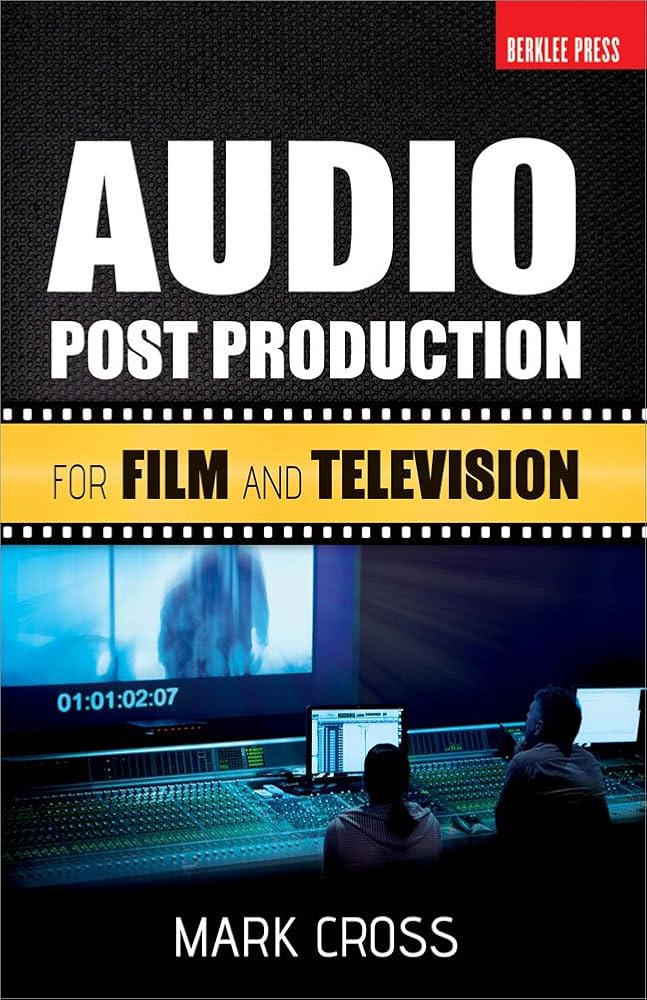 BERKLEE PRESS
AUDIO
POST PRODUCTION
FOR FILM AND TELEVISION
01:01:02:07
MARK CROSS